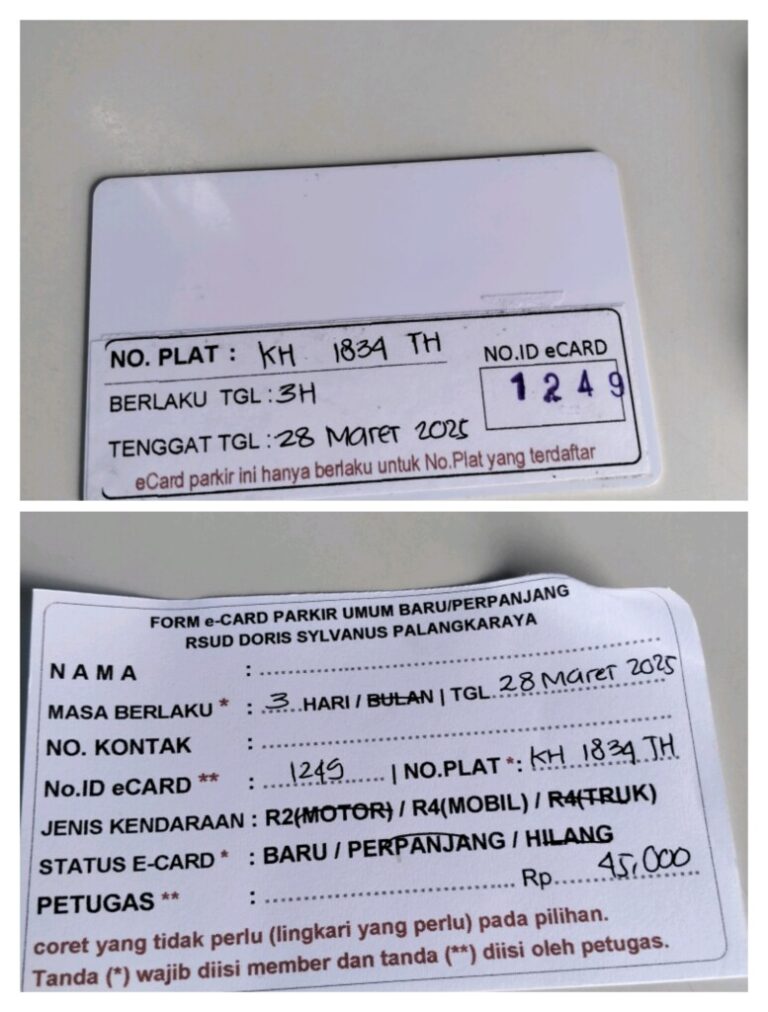 NO. PLAT : KH 1834 TH
NO.ID eCARD
BERLAKU TGL : 3H
1249
TENGGAT TGL : 28 Maret 2025
eCard parkir ini hanya berlaku untuk No.Plat yang terdaftar
FORM e-CARD PARKIR UMUM BARU/PERPANJANG
RSUD DORIS SYLVANUS PALANGKARAYA
N A M A :
MASA BERLAKU * : 3 HARI / BULAN | TGL 28 Maret 2025
NO. KONTAK :
No.ID eCARD ** : 1249 | NO.PLAT *: KH 1834 TH
JENIS KENDARAAN : R2(MOTOR) / R4(MOBIL) / R4(TRUK)
STATUS E-CARD * : BARU / PERPANJANG / HILANG
PETUGAS ** : Rp 45,000
coret yang tidak perlu (lingkari yang perlu) pada pilihan.
Tanda (*) wajib diisi member dan tanda (**) diisi oleh petugas.